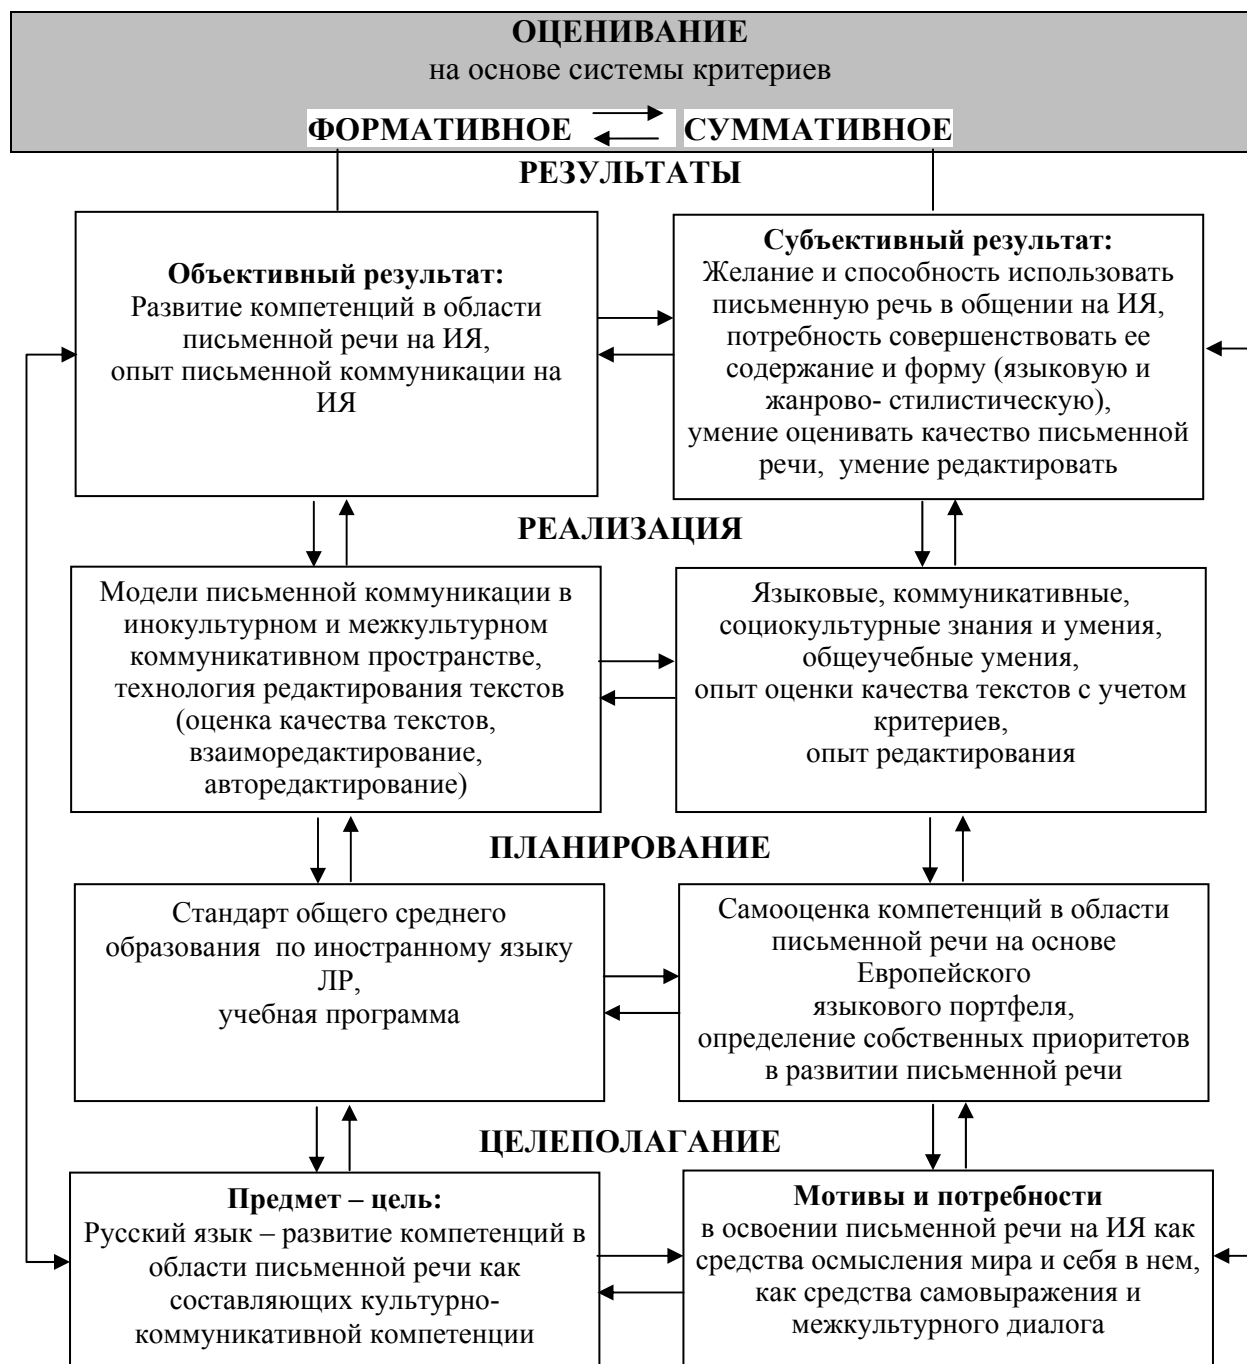 ОЦЕНИВАНИЕ
на основе системы критериев
ФОРМАТИВНОЕ
СУММАТИВНОЕ
РЕЗУЛЬТАТЫ
Объективный результат:
Развитие компетенций в области
письменной речи на ИЯ,
опыт письменной коммуникации на
ИЯ
Субъективный результат:
Желание и способность использовать
письменную речь в общении на ИЯ,
потребность совершенствовать ее
содержание и форму (языковую и
жанрово- стилистическую),
умение оценивать качество письменной
речи, умение редактировать
РЕАЛИЗАЦИЯ
Модели письменной коммуникации в
инокультурном и межкультурном
коммуникативном пространстве,
технология редактирования текстов
(оценка качества текстов,
взаиморедактирование,
авторедактирование)
Языковые, коммуникативные,
социокультурные знания и умения,
общеучебные умения,
опыт оценки качества текстов с учетом
критериев,
опыт редактирования
ПЛАНИРОВАНИЕ
Стандарт общего среднего
образования по иностранному языку
ЛР,
учебная программа
Самооценка компетенций в области
письменной речи на основе
Европейского
языкового портфеля,
определение собственных приоритетов
в развитии письменной речи
ЦЕЛЕПОЛАГАНИЕ
Предмет – цель:
Русский язык – развитие компетенций в
области письменной речи как
составляющих культурно-
коммуникативной компетенции
Мотивы и потребности
в освоении письменной речи на ИЯ как
средства осмысления мира и себя в нем,
как средства самовыражения и
межкультурного диалога